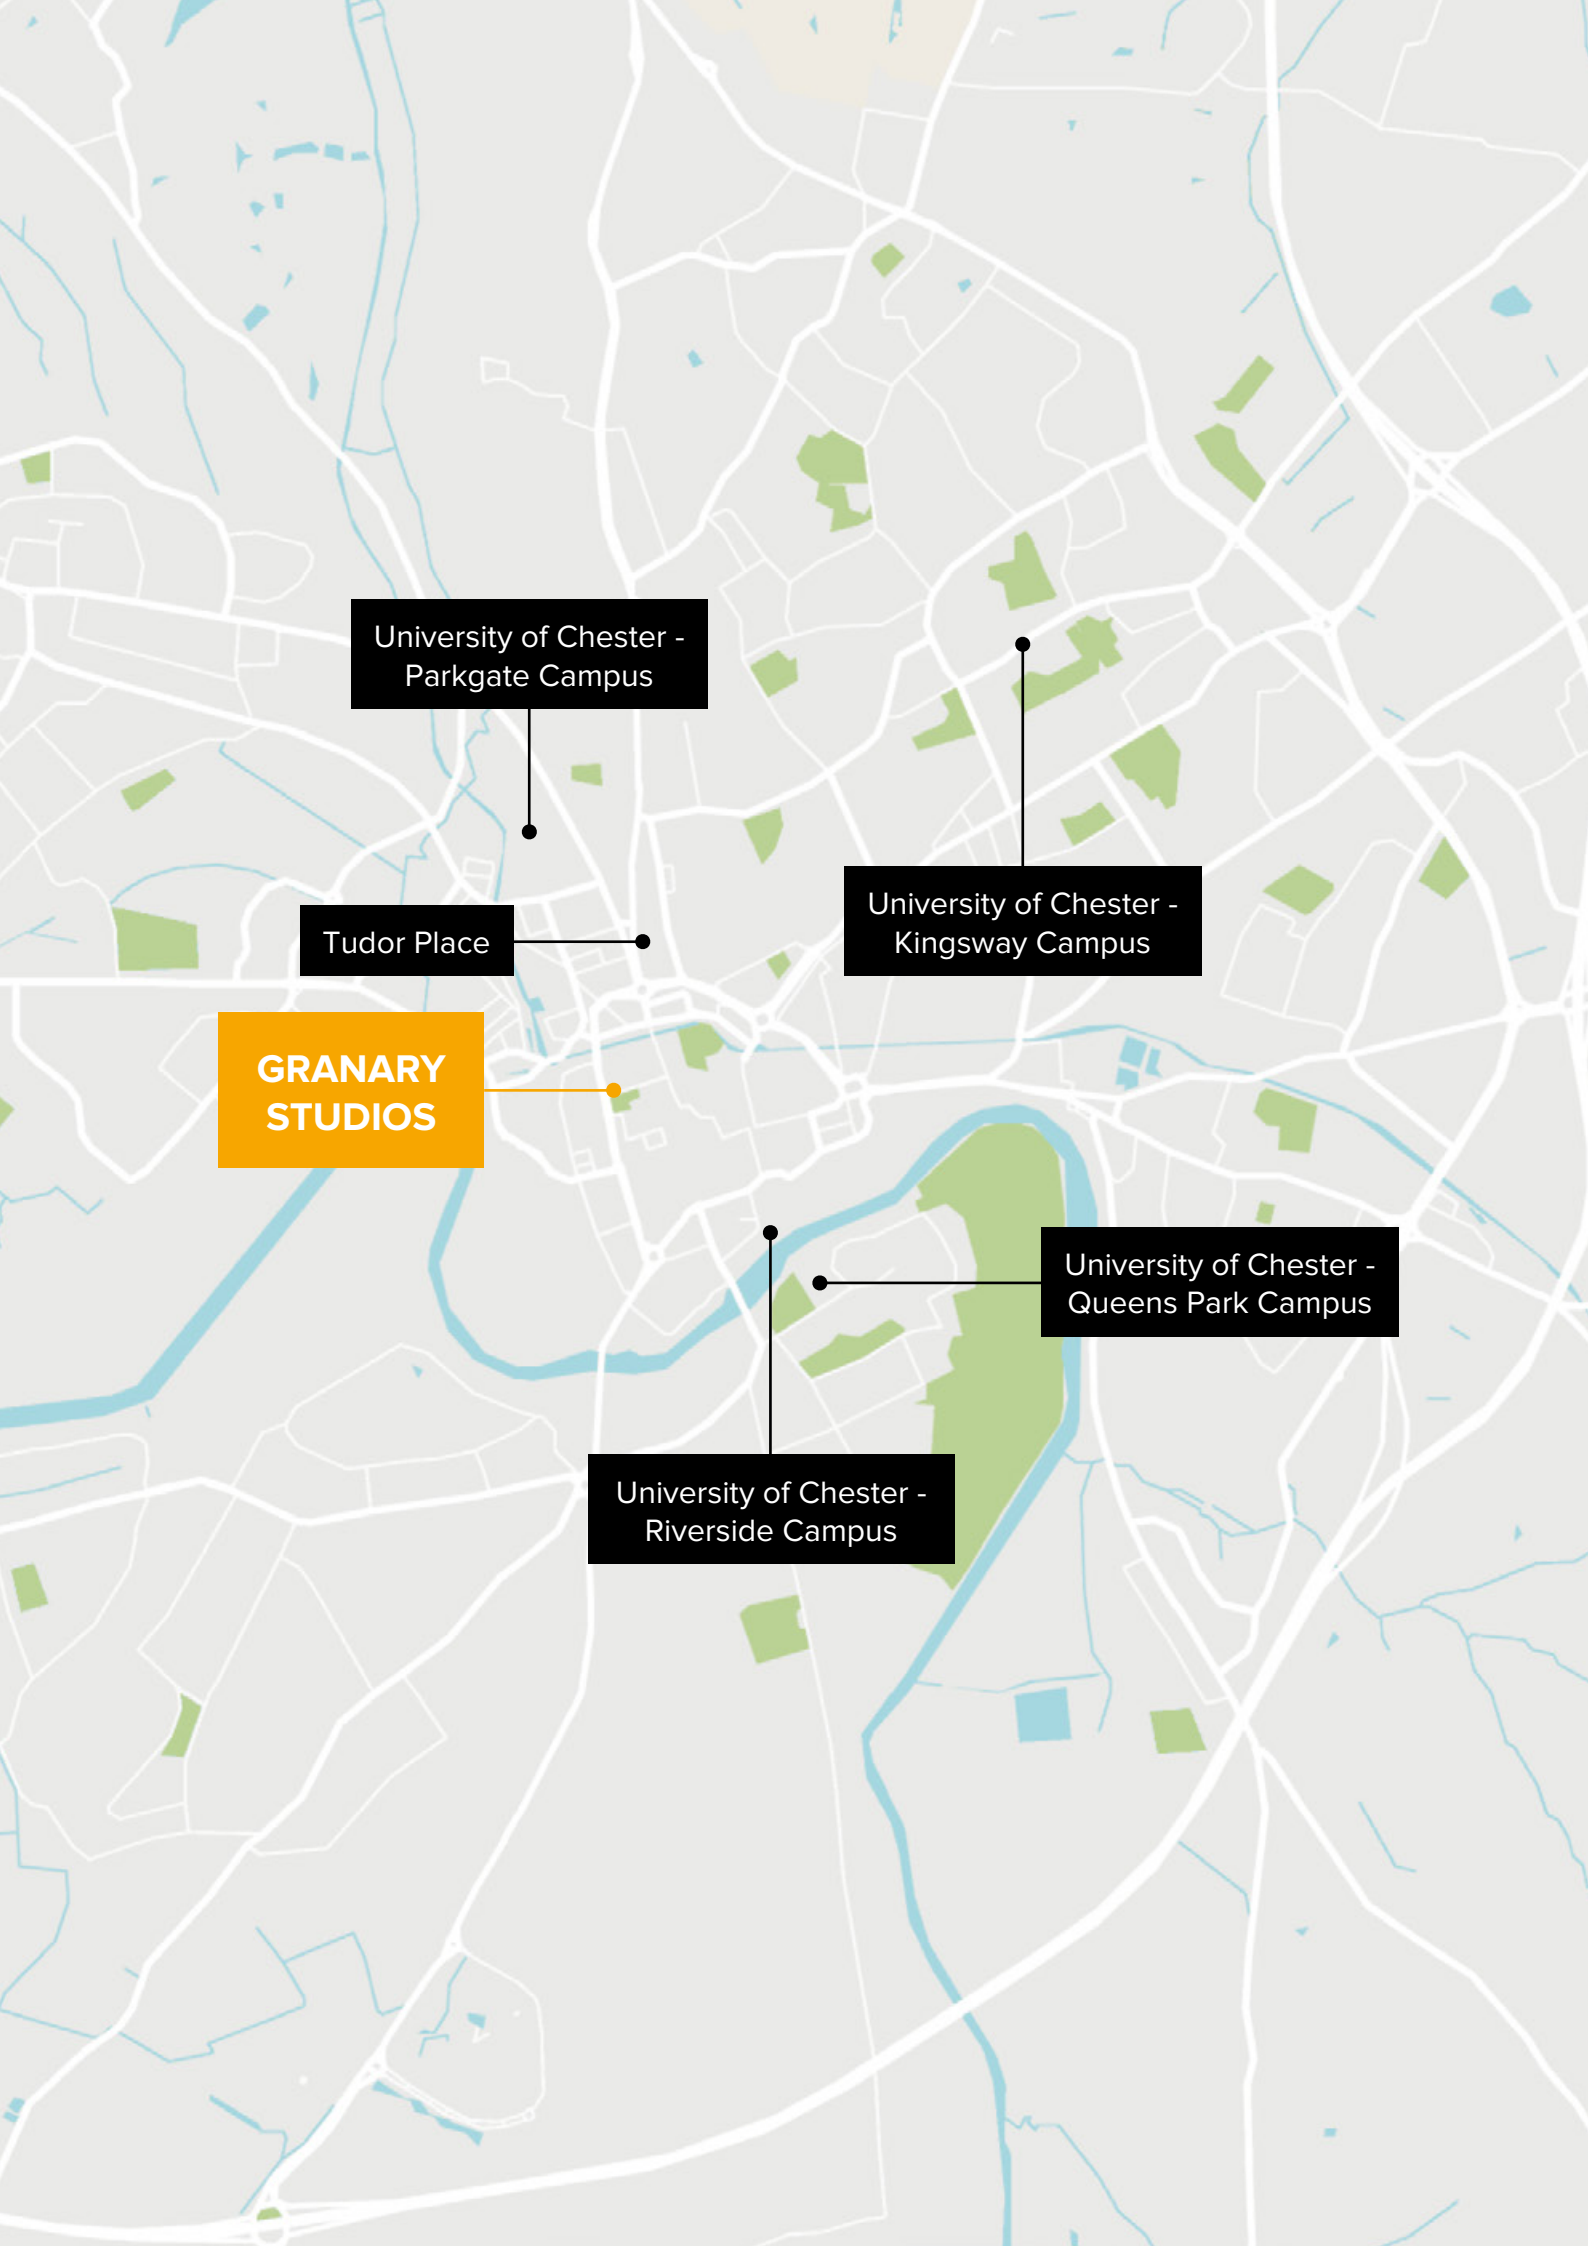 University of Chester -
Parkgate Campus
University of Chester -
Kingsway Campus
Tudor Place
GRANARY
STUDIOS
University of Chester -
Queens Park Campus
University of Chester -
Riverside Campus